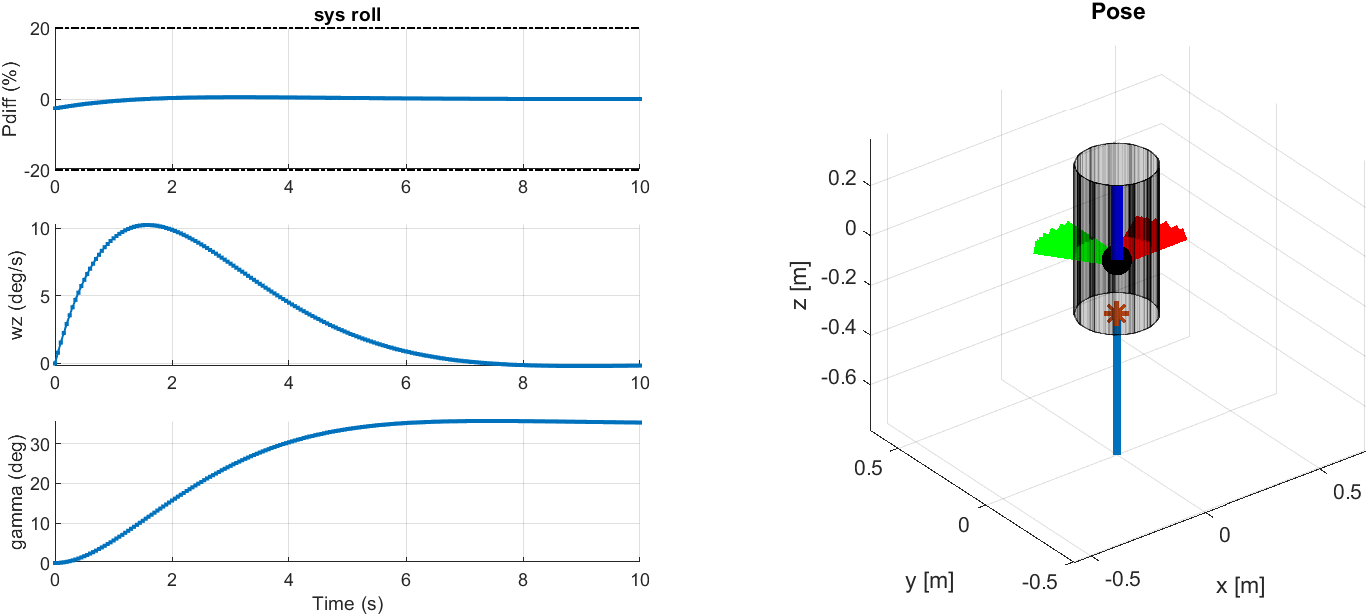 sys roll
Pdiff (%)
20
0
-20
0 2 4 6 8 10
wz (deg/s)
10
5
0
0 2 4 6 8 10
gamma (deg)
30
20
10
0
0 2 4 6 8 10
Time (s)
Pose
z [m]
0.2
0
-0.2
-0.4
-0.6
0.5
0
-0.5
y [m]
-0.5
0
0.5
x [m]